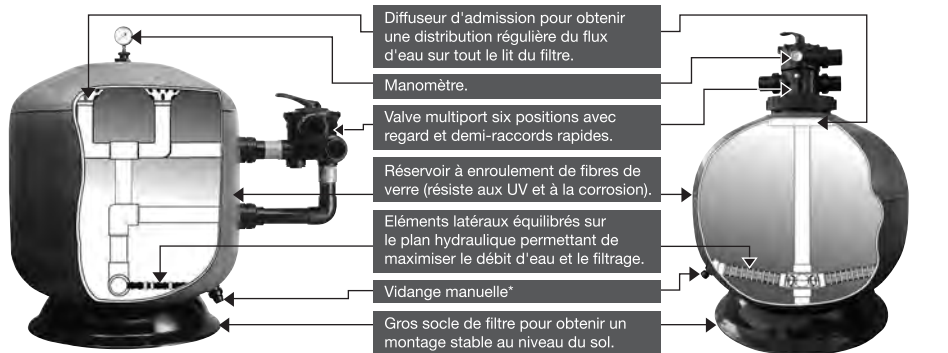 Diffuseur d'admission pour obtenir
une distribution régulière du flux
d'eau sur tout le lit du filtre.
Manomètre.
Valve multiport six positions avec
regard et demi-raccords rapides.
Réservoir à enroulement de fibres de
verre (résiste aux UV et à la corrosion).
Eléments latéraux équilibrés sur
le plan hydraulique permettant de
maximiser le débit d'eau et le filtrage.
Vidange manuelle*
Gros socle de filtre pour obtenir un
montage stable au niveau du sol.